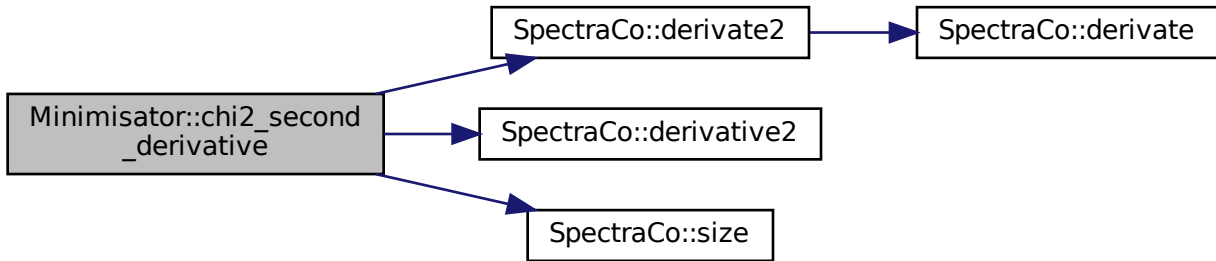 SpectraCo::derivate2
SpectraCo::derivate
Minimisator::chi2_second
_derivative
SpectraCo::derivative2
SpectraCo::size